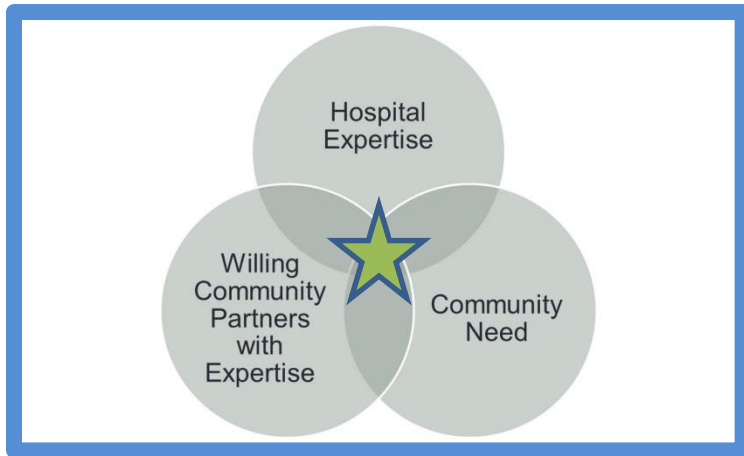 Hospital
Expertise
Willing
Community
Partners
with
Expertise
Community
Need